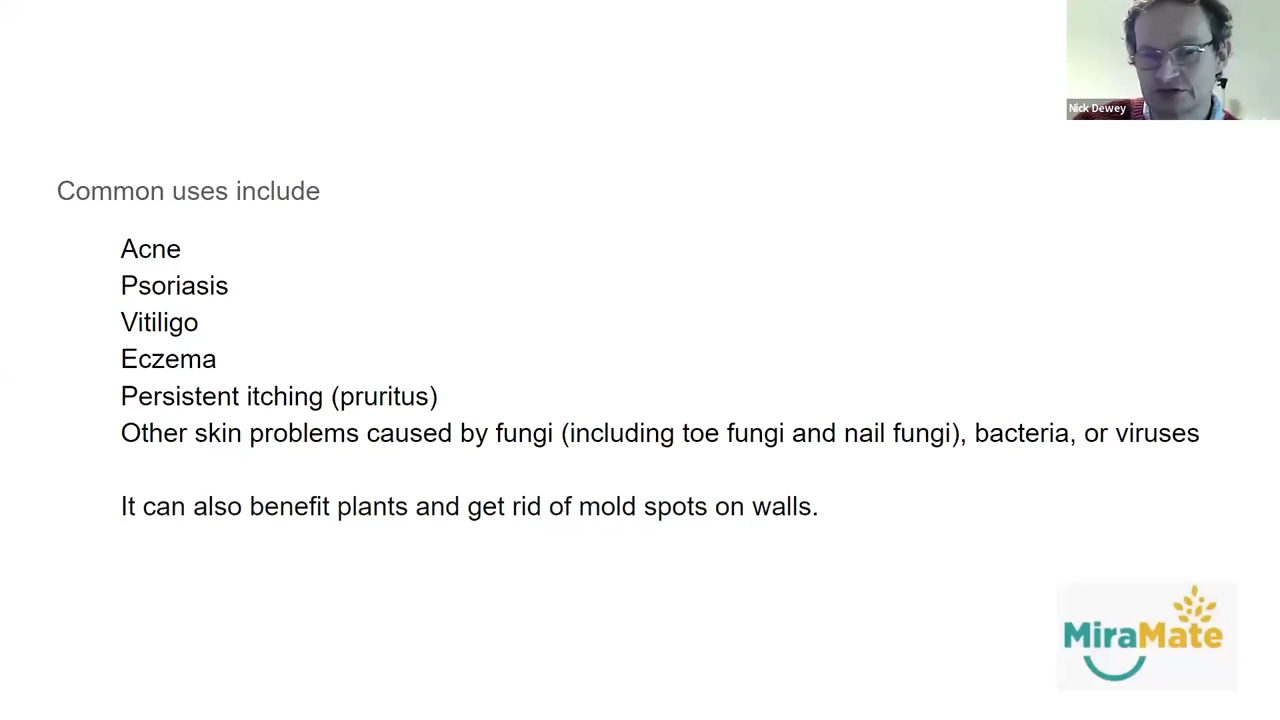 Nick Dewey
Common uses include
Acne
Psoriasis
Vitiligo
Eczema
Persistent itching (pruritus)
Other skin problems caused by fungi (including toe fungi and nail fungi), bacteria, or viruses
It can also benefit plants and get rid of mold spots on walls.
MiraMate